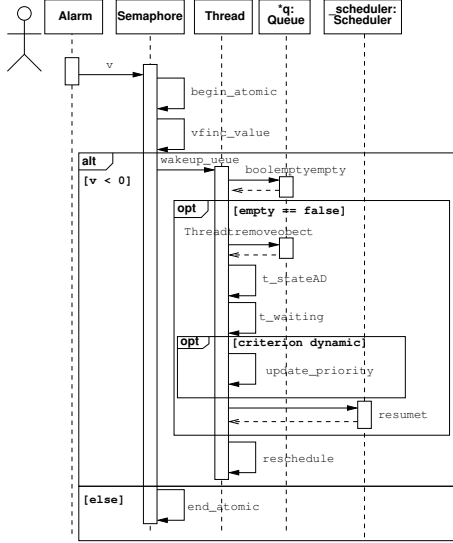 Alarm
Semaphore
Thread
*q:
Queue
_scheduler:
Scheduler
v
begin_atomic
vfinc_value
alt
wakeup_ueue
[v < 0]
boolemptyempty
opt
[empty == false]
Threadtremoveobect
t_stateAD
t_waiting
opt
[criterion dynamic]
update_priority
resumet
reschedule
[else]
end_atomic